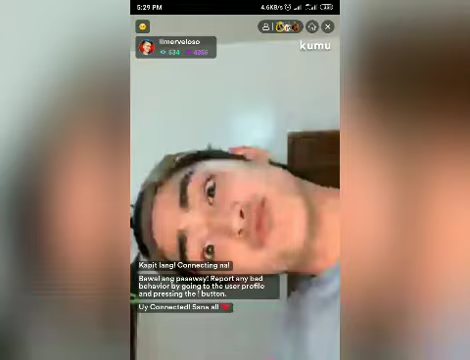 5:29 PM
4.6KB/s
llmerveloso
534
kumu
Kapit lang! Connecting na!
Bawal ang pasaway! Report any bad
behavior by going to the user profile
and pressing the ! button.
Uy Connected! Sana all